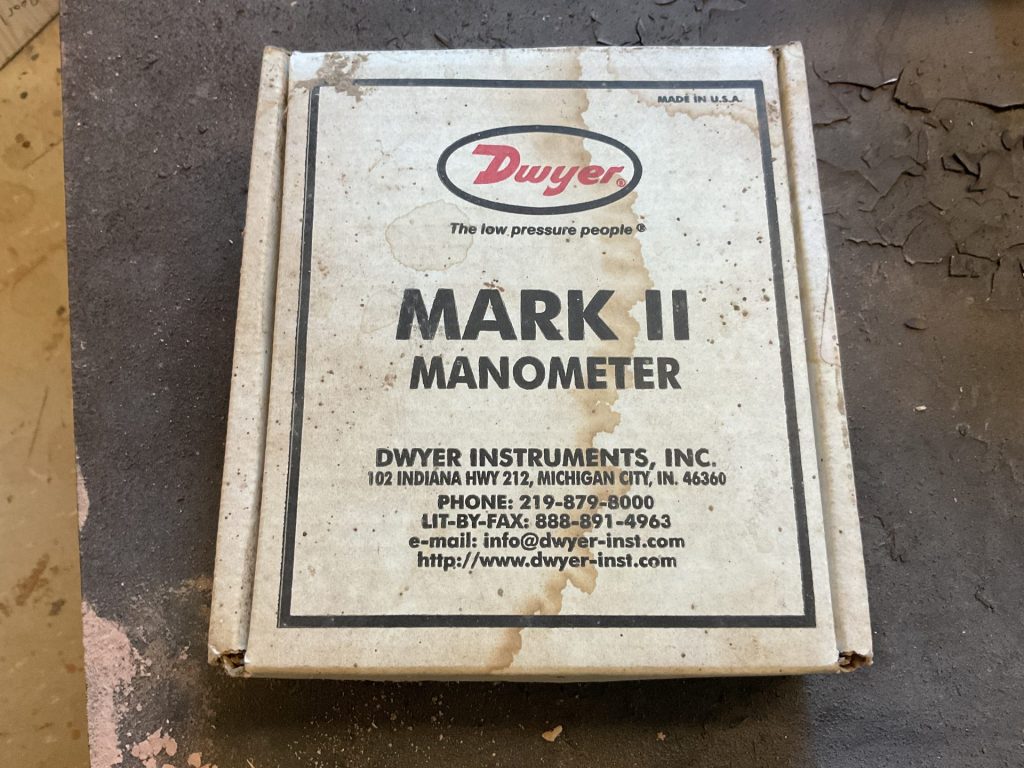 MADE IN U.S.A.
Dwyer®
The low pressure people®
MARK II
MANOMETER
DWYER INSTRUMENTS, INC.
102 INDIANA HWY 212, MICHIGAN CITY, IN. 46360
PHONE: 219-879-8000
LIT-BY-FAX: 888-891-4963
e-mail: info@dwyer-inst.com
http://www.dwyer-inst.com